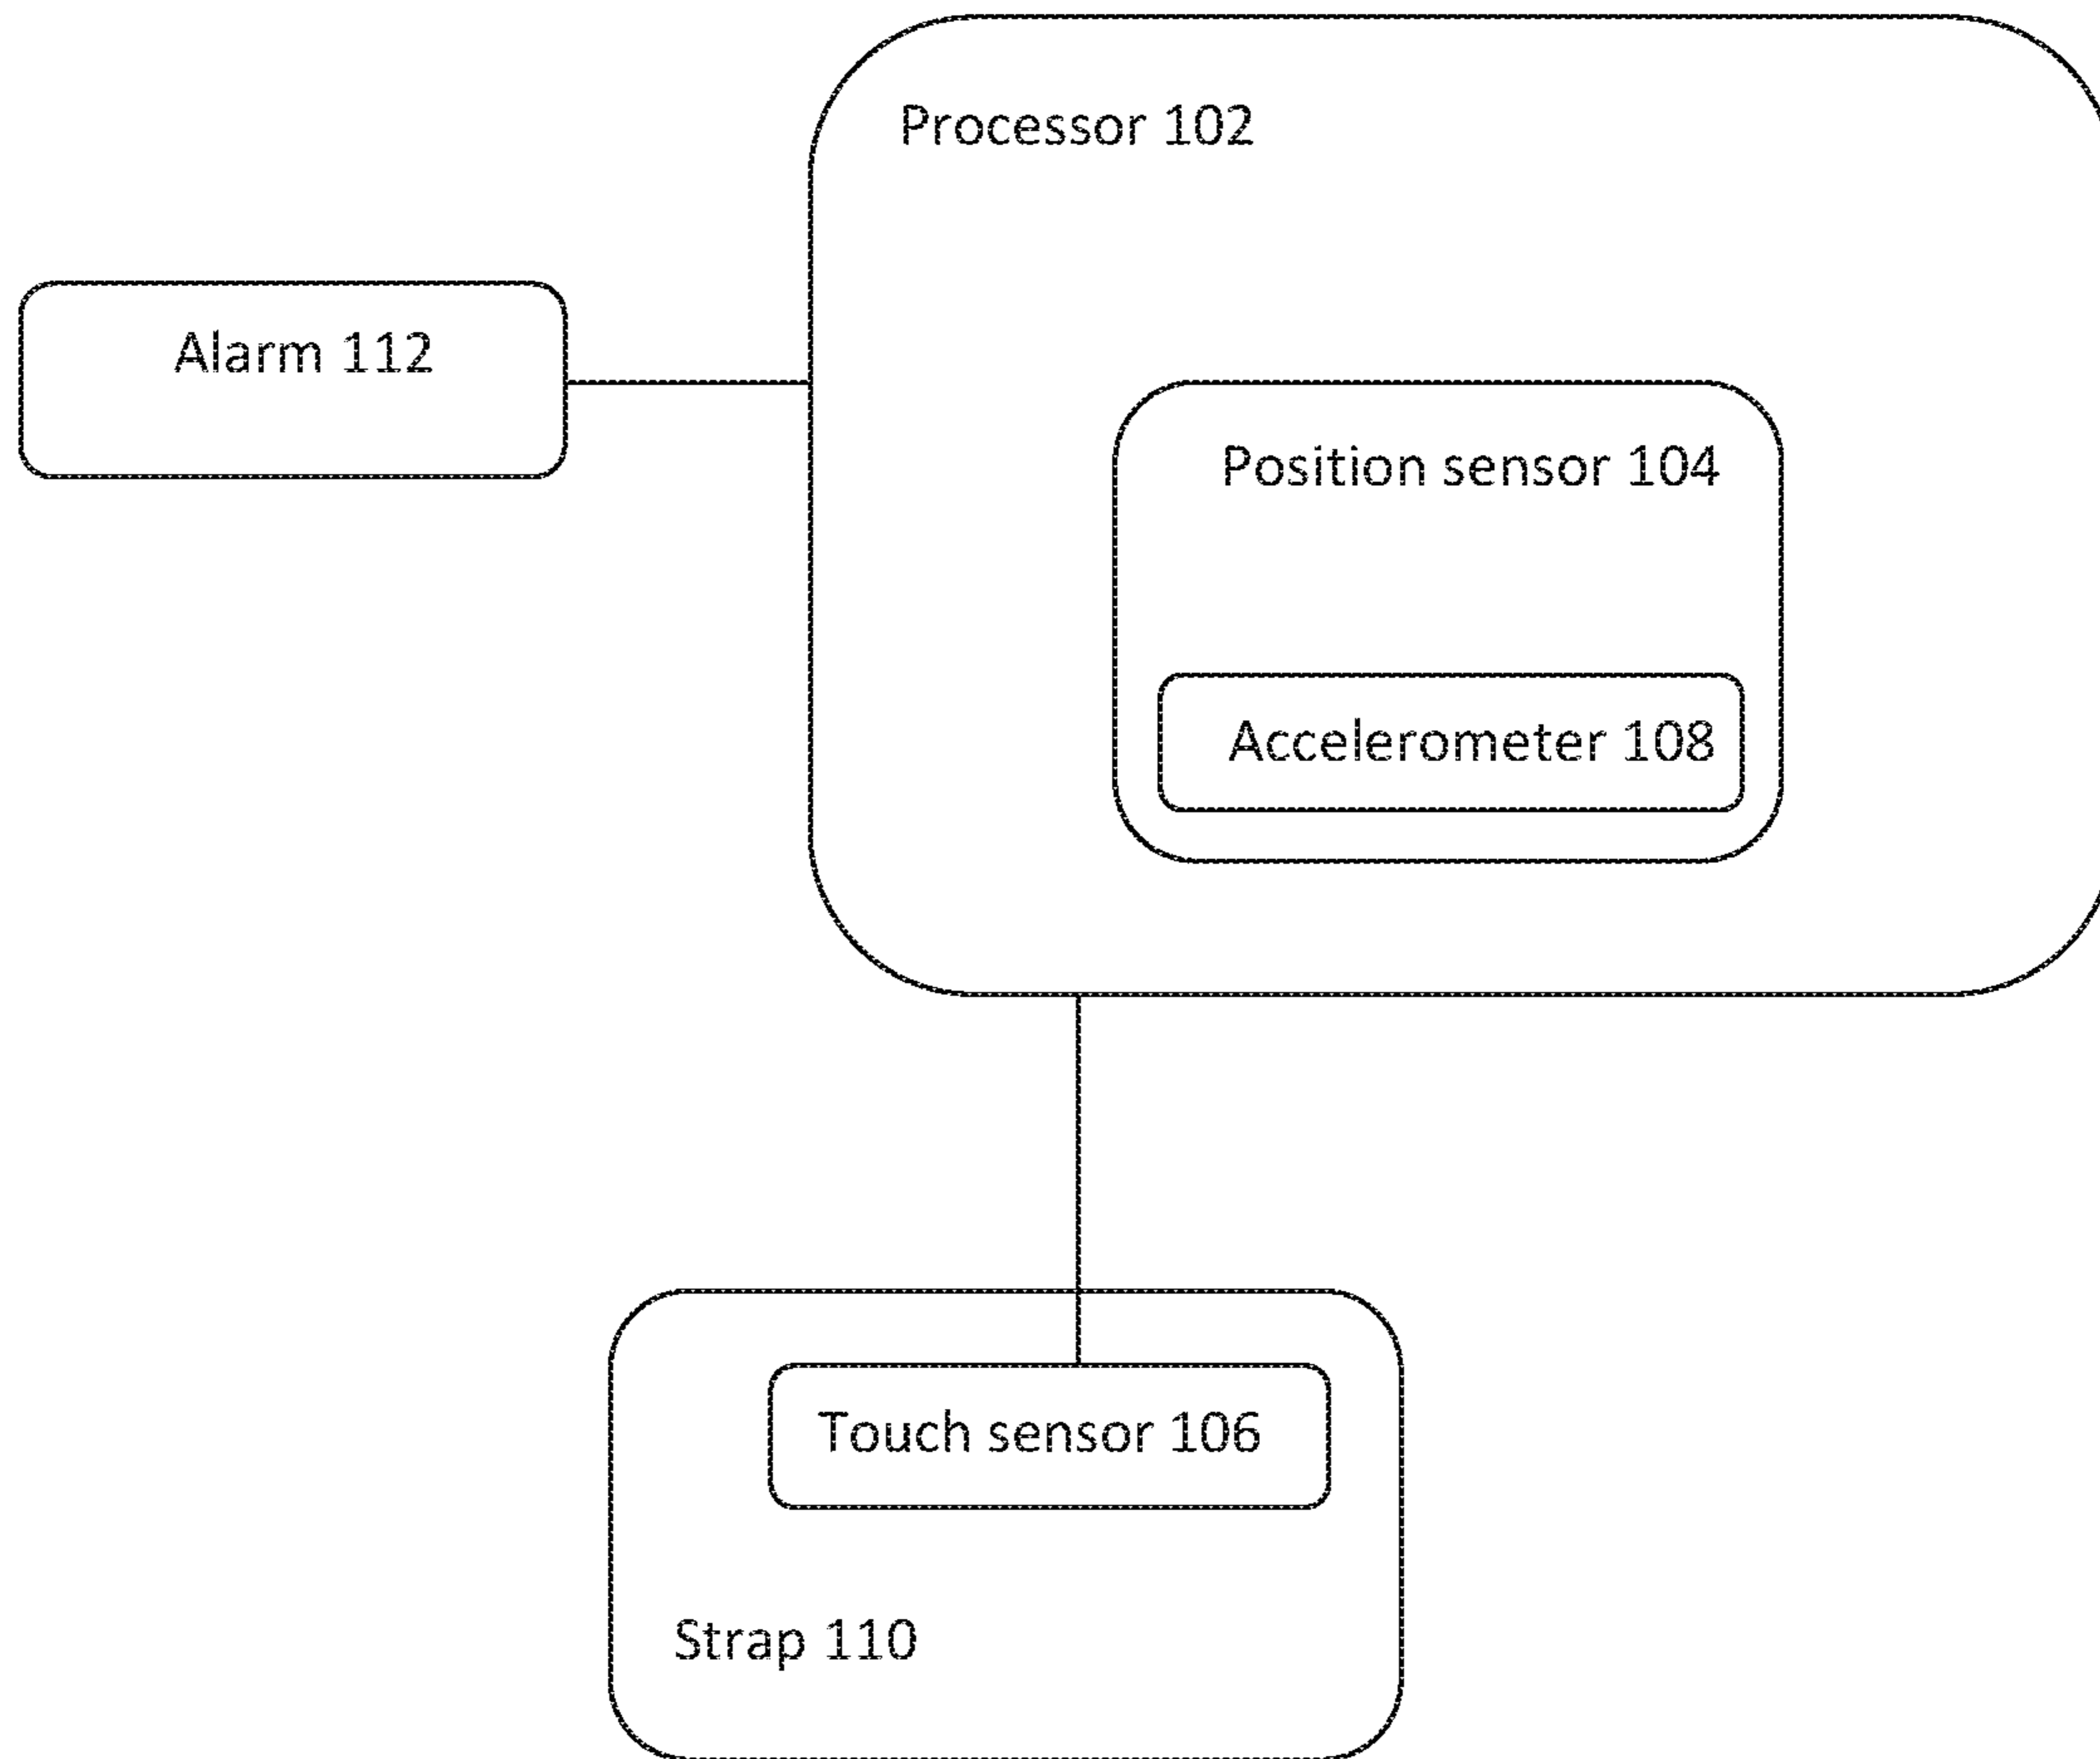 Processor 102
Alarm 112
Position sensor 104
Accelerometer 108
Touch sensor 106
Strap 110